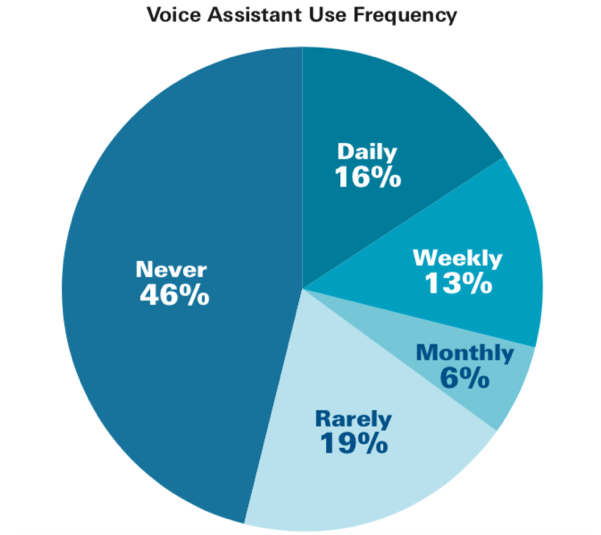 Voice Assistant Use Frequency
Daily
16%
Weekly
13%
Never
46%
Monthly
6%
Rarely
19%